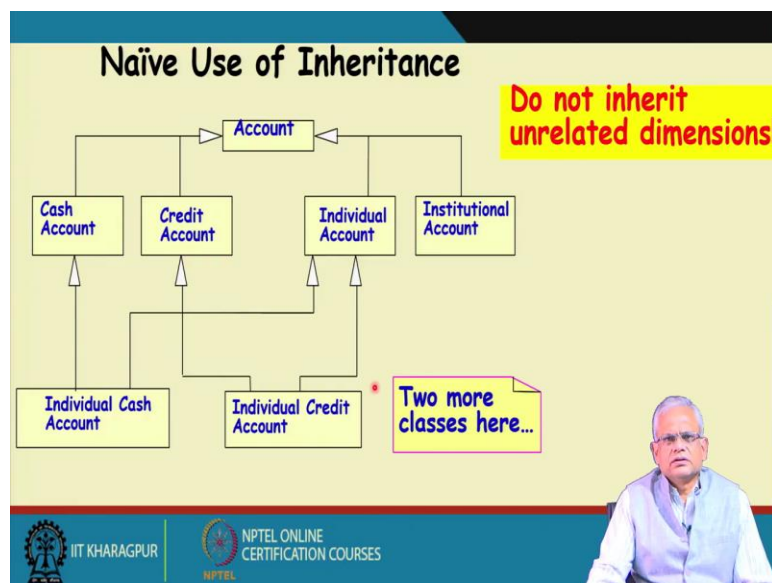 Naïve Use of Inheritance
Do not inherit
unrelated dimensions
Account
Cash
Account
Credit
Account
Individual
Account
Institutional
Account
Individual Cash
Account
Individual Credit
Account
Two more
classes here...
IIT KHARAGPUR
NPTEL
NPTEL ONLINE
CERTIFICATION COURSES